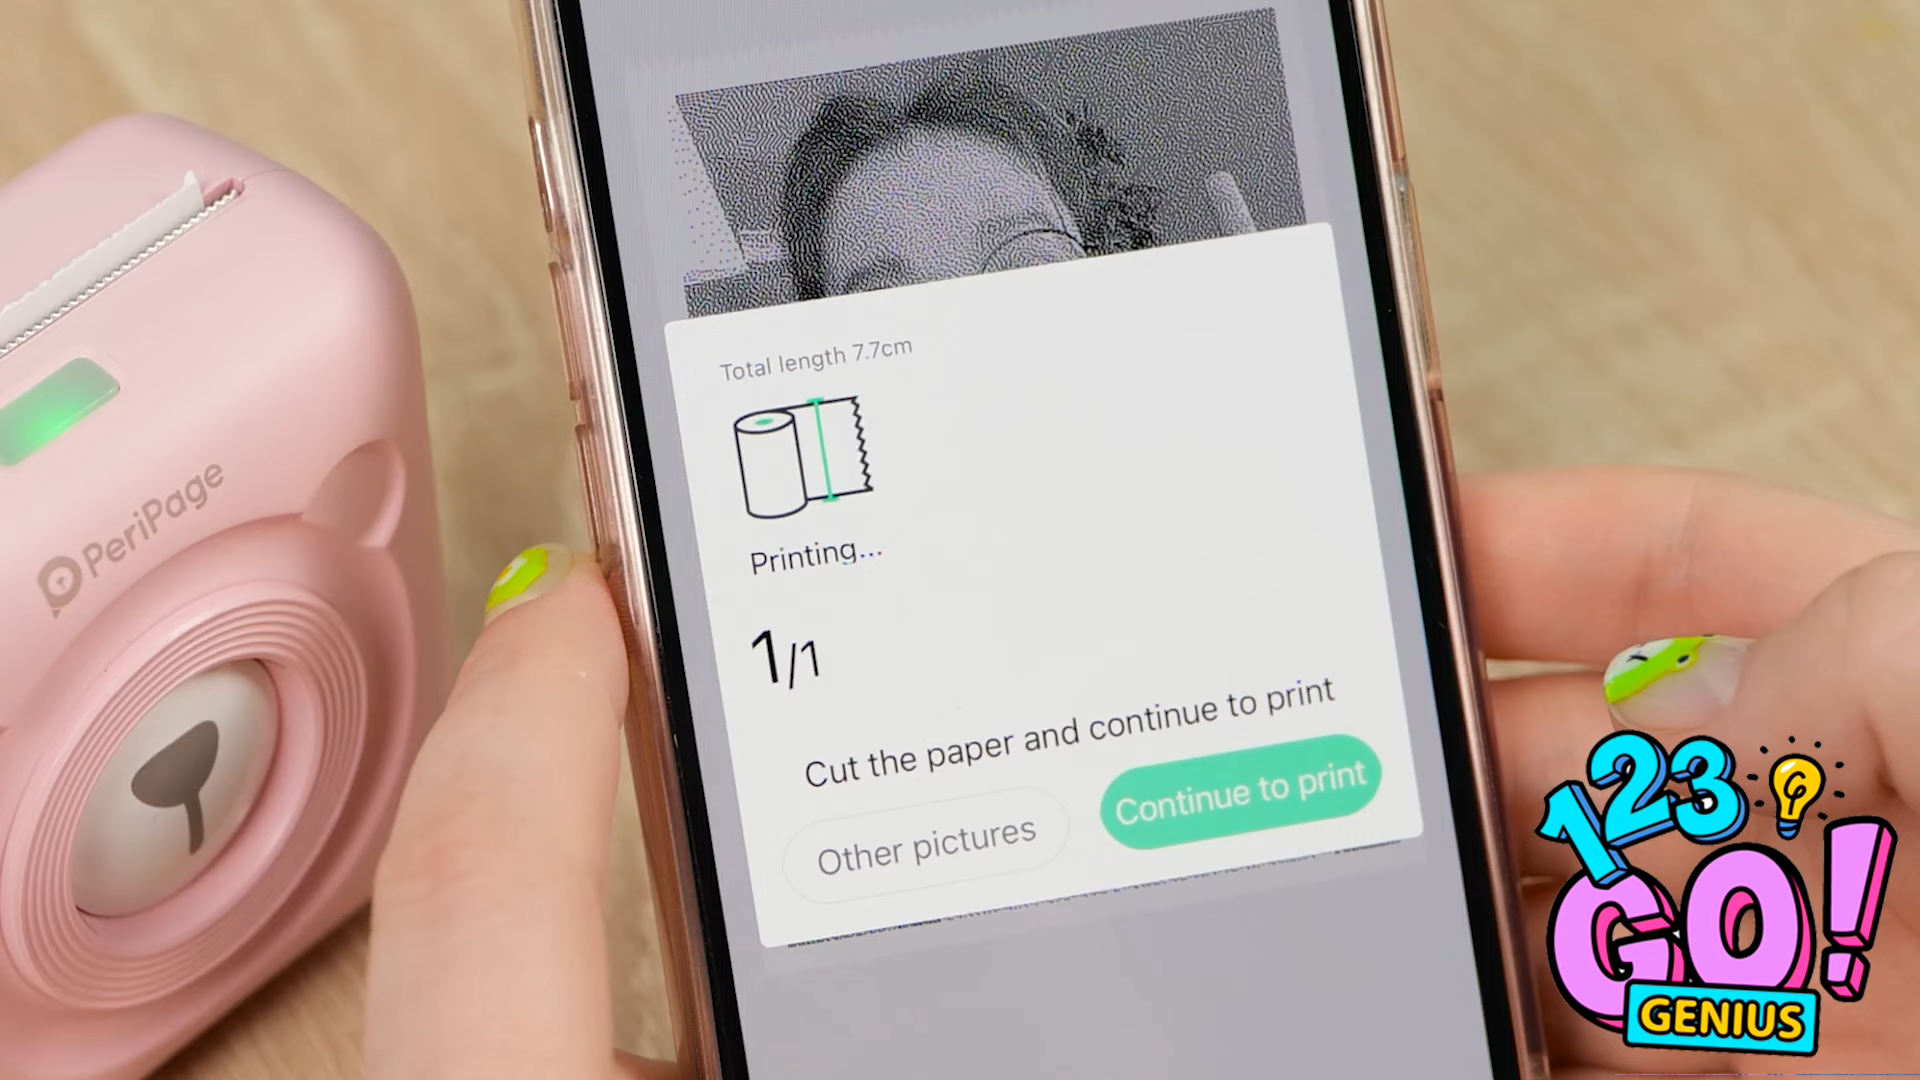 PeriPage
Total length 7.7cm
Printing...
1/1
Cut the paper and continue to print
Other pictures
Continue to print
123
GO!
GENIUS